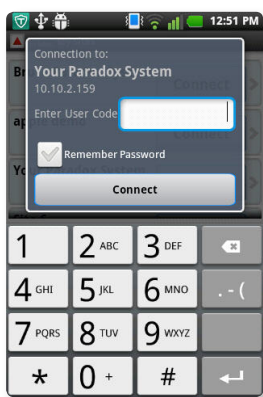 12:51 PM
Connection to:
Your Paradox System
10.10.2.159
Enter User Code
Remember Password
Connect
1 2 ABC 3 DEF
4 GHI 5 JKL 6 MNO . - (
7 PQRS 8 TUV 9 WXYZ
* 0 + #